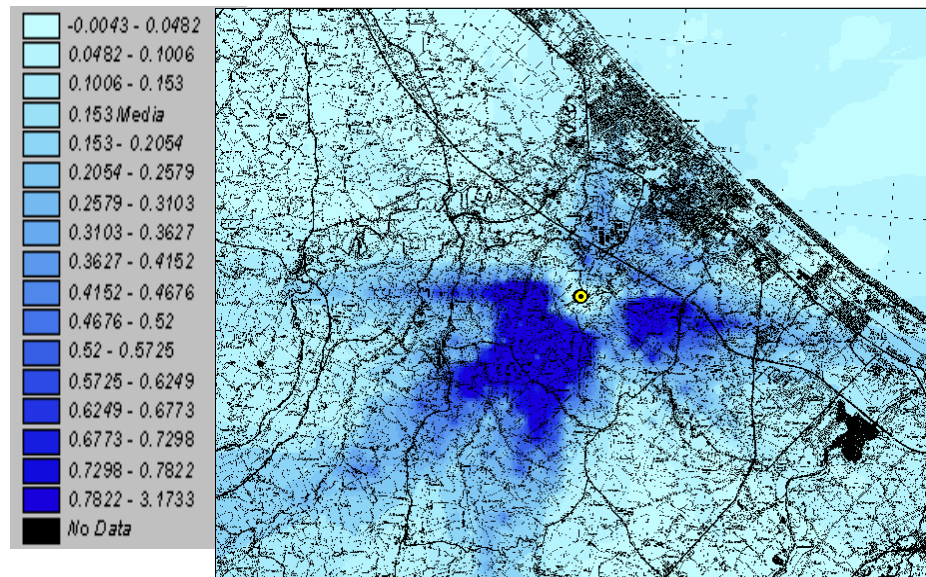 -0.0043 - 0.0482
0.0482 - 0.1006
0.1006 - 0.153
0.153 Media
0.153 - 0.2054
0.2054 - 0.2579
0.2579 - 0.3103
0.3103 - 0.3627
0.3627 - 0.4152
0.4152 - 0.4676
0.4676 - 0.52
0.52 - 0.5725
0.5725 - 0.6249
0.6249 - 0.6773
0.6773 - 0.7298
0.7298 - 0.7822
0.7822 - 3.1733
No Data